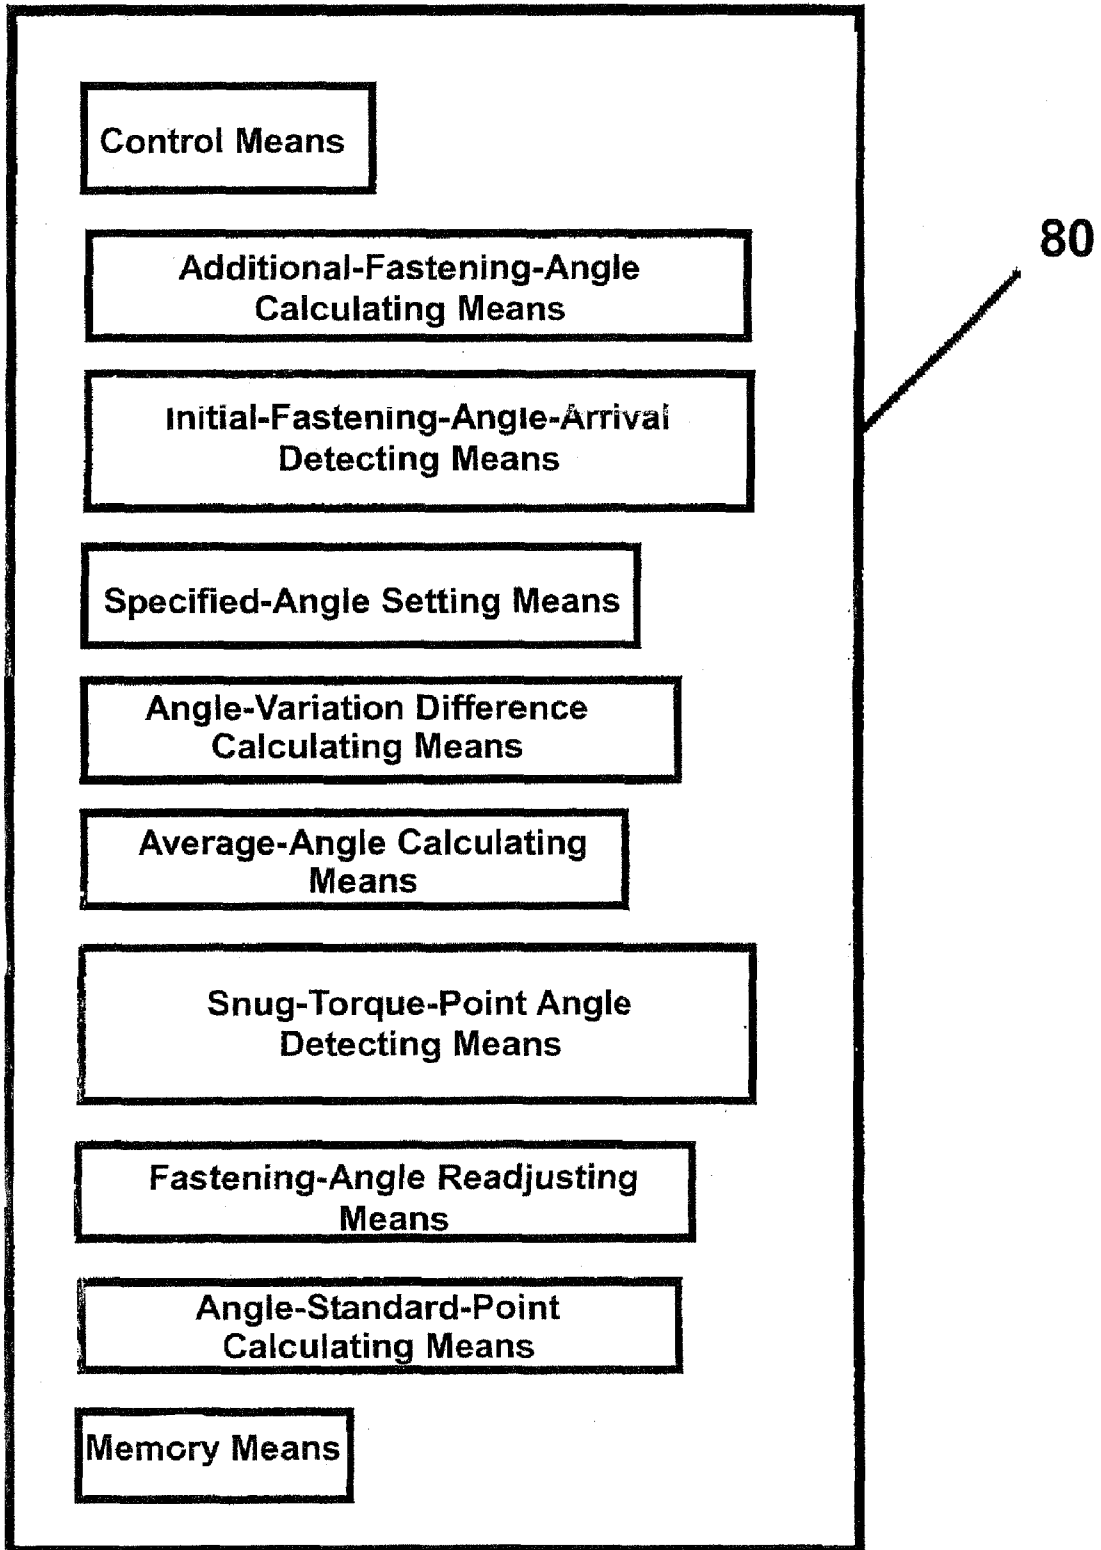 Control Means
80
Additional-Fastening-Angle
Calculating Means
Initial-Fastening-Angle-Arrival
Detecting Means
Specified-Angle Setting Means
Angle-Variation Difference
Calculating Means
Average-Angle Calculating
Means
Snug-Torque-Point Angle
Detecting Means
Fastening-Angle Readjusting
Means
Angle-Standard-Point
Calculating Means
Memory Means